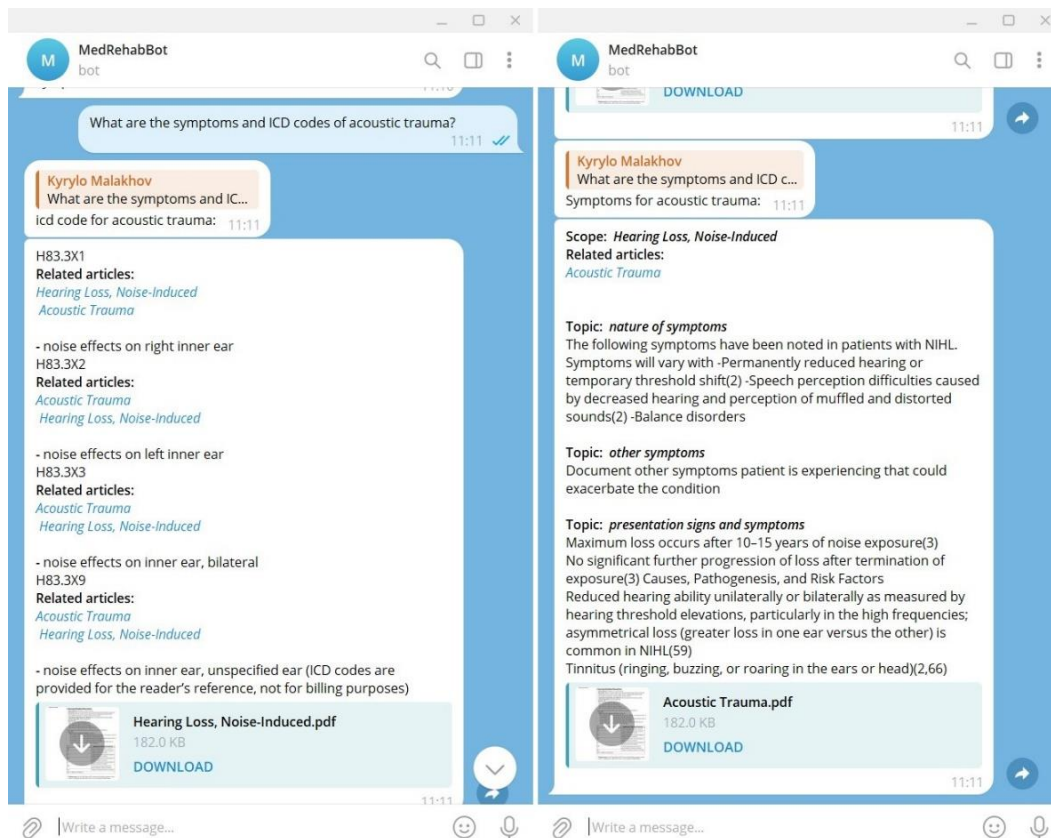 MedRehabBot
bot
What are the symptoms and ICD codes of acoustic trauma?
11:11
Kyrylo Malakhov
What are the symptoms and IC...
icd code for acoustic trauma: 11:11
H83.3X1
Related articles:
Hearing Loss, Noise-Induced
Acoustic Trauma
- noise effects on right inner ear
H83.3X2
Related articles:
Acoustic Trauma
Hearing Loss, Noise-Induced
- noise effects on left inner ear
H83.3X3
Related articles:
Acoustic Trauma
Hearing Loss, Noise-Induced
- noise effects on inner ear, bilateral
H83.3X9
Related articles:
Acoustic Trauma
Hearing Loss, Noise-Induced
- noise effects on inner ear, unspecified ear (ICD codes are
provided for the reader's reference, not for billing purposes)
Hearing Loss, Noise-Induced.pdf
182.0 KB
DOWNLOAD
11:11
Write a message...
MedRehabBot
bot
DOWNLOAD
11:11
Kyrylo Malakhov
What are the symptoms and ICD c...
Symptoms for acoustic trauma: 11:11
Scope: Hearing Loss, Noise-Induced
Related articles:
Acoustic Trauma
Topic: nature of symptoms
The following symptoms have been noted in patients with NIHL.
Symptoms will vary with -Permanently reduced hearing or
temporary threshold shift(2) -Speech perception difficulties caused
by decreased hearing and perception of muffled and distorted
sounds(2) -Balance disorders
Topic: other symptoms
Document other symptoms patient is experiencing that could
exacerbate the condition
Topic: presentation signs and symptoms
Maximum loss occurs after 10–15 years of noise exposure(3)
No significant further progression of loss after termination of
exposure(3) Causes, Pathogenesis, and Risk Factors
Reduced hearing ability unilaterally or bilaterally as measured by
hearing threshold elevations, particularly in the high frequencies;
asymmetrical loss (greater loss in one ear versus the other) is
common in NIHL(59)
Tinnitus (ringing, buzzing, or roaring in the ears or head)(2,66)
Acoustic Trauma.pdf
182.0 KB
DOWNLOAD
11:11
Write a message...